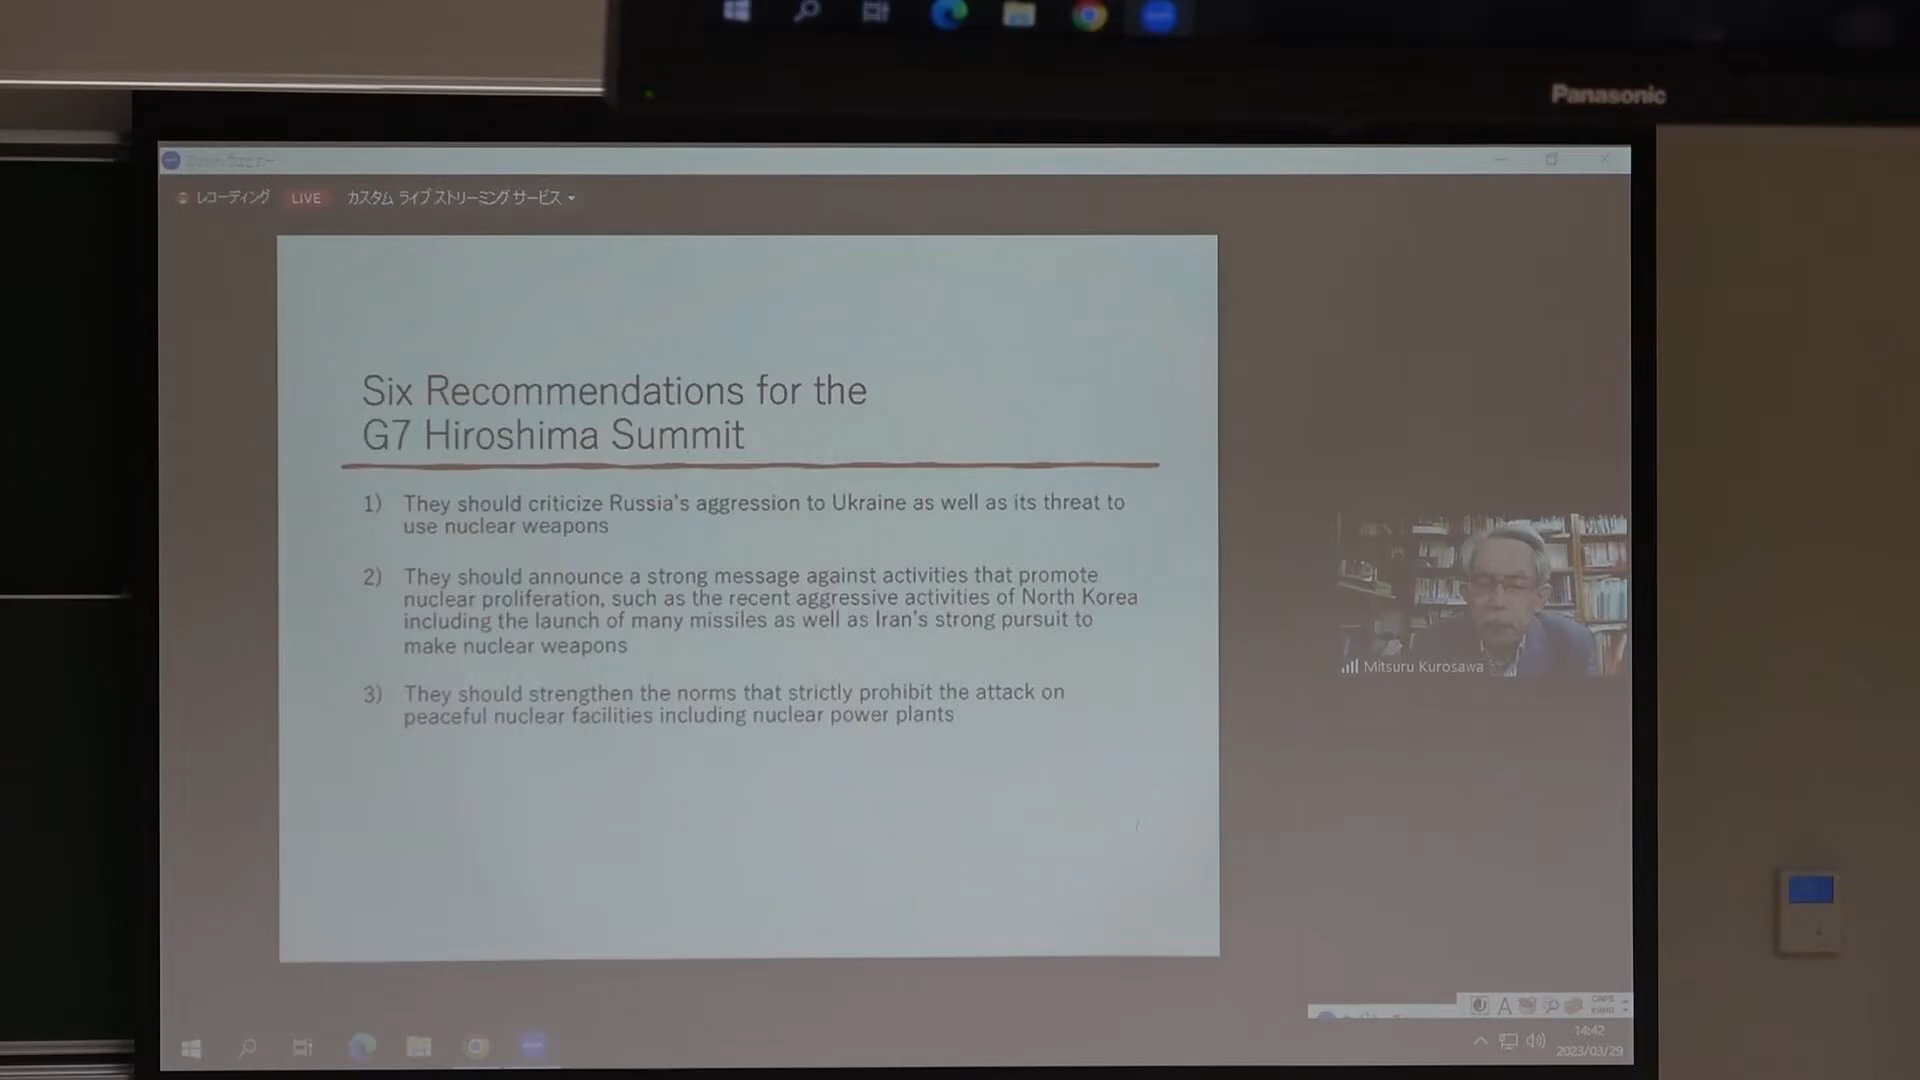 Panasonic
レコーディング LIVE カスタム ライブ ストリーミング サービス
Six Recommendations for the
G7 Hiroshima Summit
1) They should criticize Russia's aggression to Ukraine as well as its threat to
use nuclear weapons
2) They should announce a strong message against activities that promote
nuclear proliferation, such as the recent aggressive activities of North Korea
including the launch of many missiles as well as Iran's strong pursuit to
make nuclear weapons
3) They should strengthen the norms that strictly prohibit the attack on
peaceful nuclear facilities including nuclear power plants
Mitsuru Kurosawa
A CAPS
KANA
14:42
2023/03/29